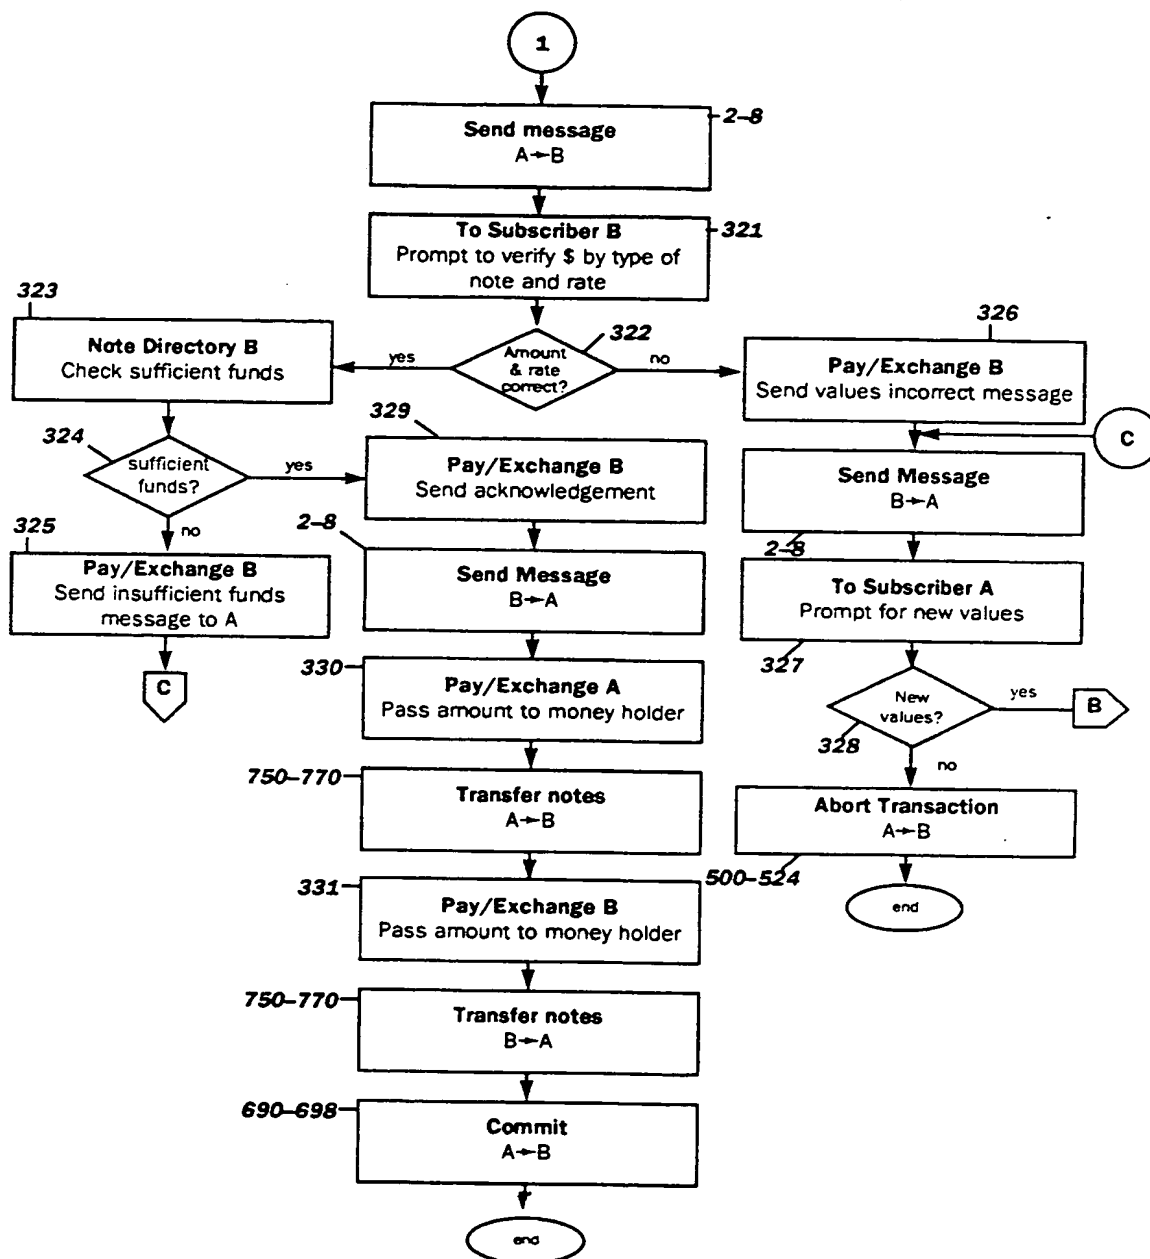 1
Send message
A→B
2-8
To Subscriber B
Prompt to verify $ by type of
note and rate
321
323
Note Directory B
Check sufficient funds
yes
Amount
& rate
correct?
322
no
326
Pay/Exchange B
Send values incorrect message
C
324
sufficient
funds?
yes
no
329
Pay/Exchange B
Send acknowledgement
Send Message
B→A
2-8
325
Pay/Exchange B
Send insufficient funds
message to A
C
2-8
Send Message
B→A
To Subscriber A
Prompt for new values
327
330
Pay/Exchange A
Pass amount to money holder
New
values?
328
yes
B
no
750-770
Transfer notes
A→B
Abort Transaction
A→B
500-524
end
331
Pay/Exchange B
Pass amount to money holder
750-770
Transfer notes
B→A
690-698
Commit
A→B
end